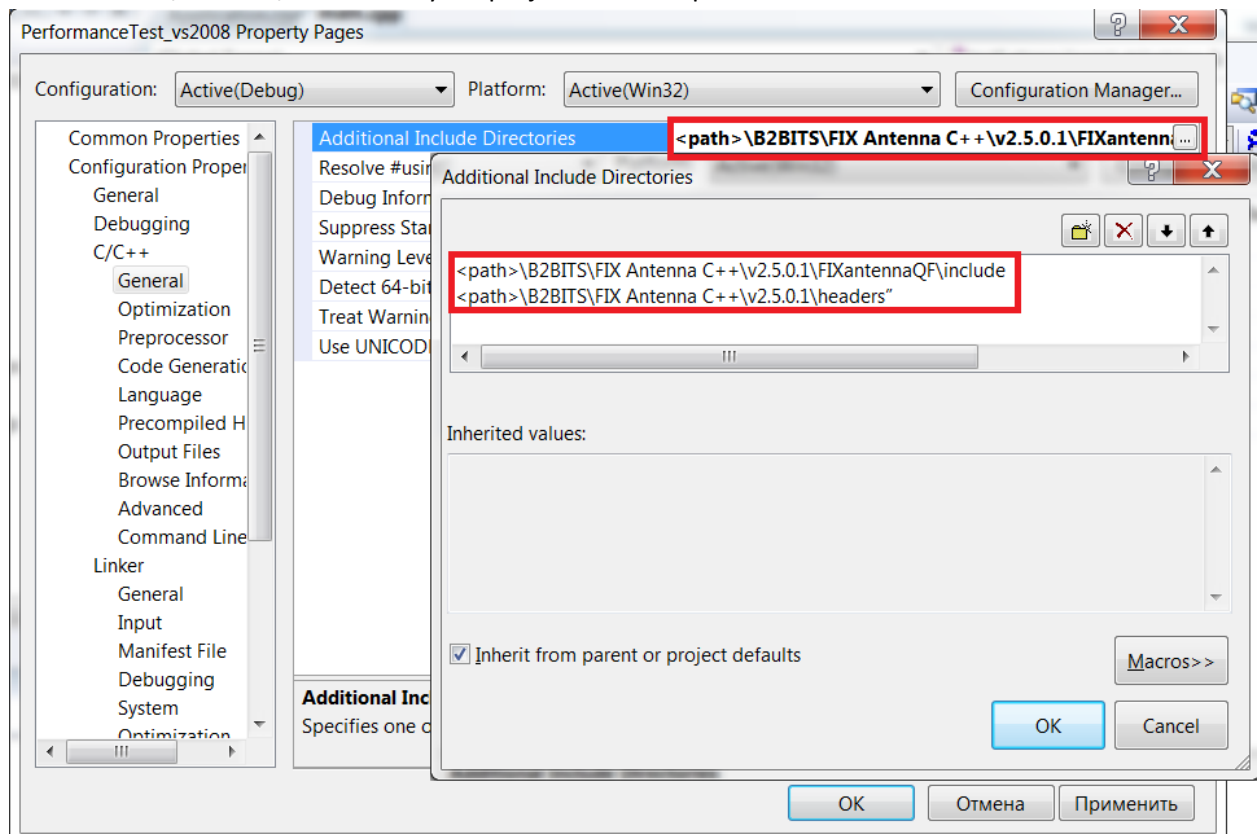 PerformanceTest_vs2008 Property Pages
Configuration: Active(Debug) Platform: Active(Win32) Configuration Manager...
Common Properties
Configuration Proper
General
Debugging
C/C++
General
Optimization
Preprocessor
Code Generatic
Language
Precompiled H
Output Files
Browse Informa
Advanced
Command Line
Linker
General
Input
Manifest File
Debugging
System
Optimization
Additional Include Directories <path>\B2BITS\FIX Antenna C++\v2.5.0.1\FIXantenna ...
Resolve #usin
Debug Inform
Suppress Star
Warning Leve
Detect 64-bit
Treat Warnin
Use UNICOD
Additional Inc
Specifies one o
Additional Include Directories
<path>\B2BITS\FIX Antenna C++\v2.5.0.1\FIXantennaQF\include
<path>\B2BITS\FIX Antenna C++\v2.5.0.1\headers”
Inherited values:
Inherit from parent or project defaults
Macros>>
OK Cancel
OK Отмена Применить